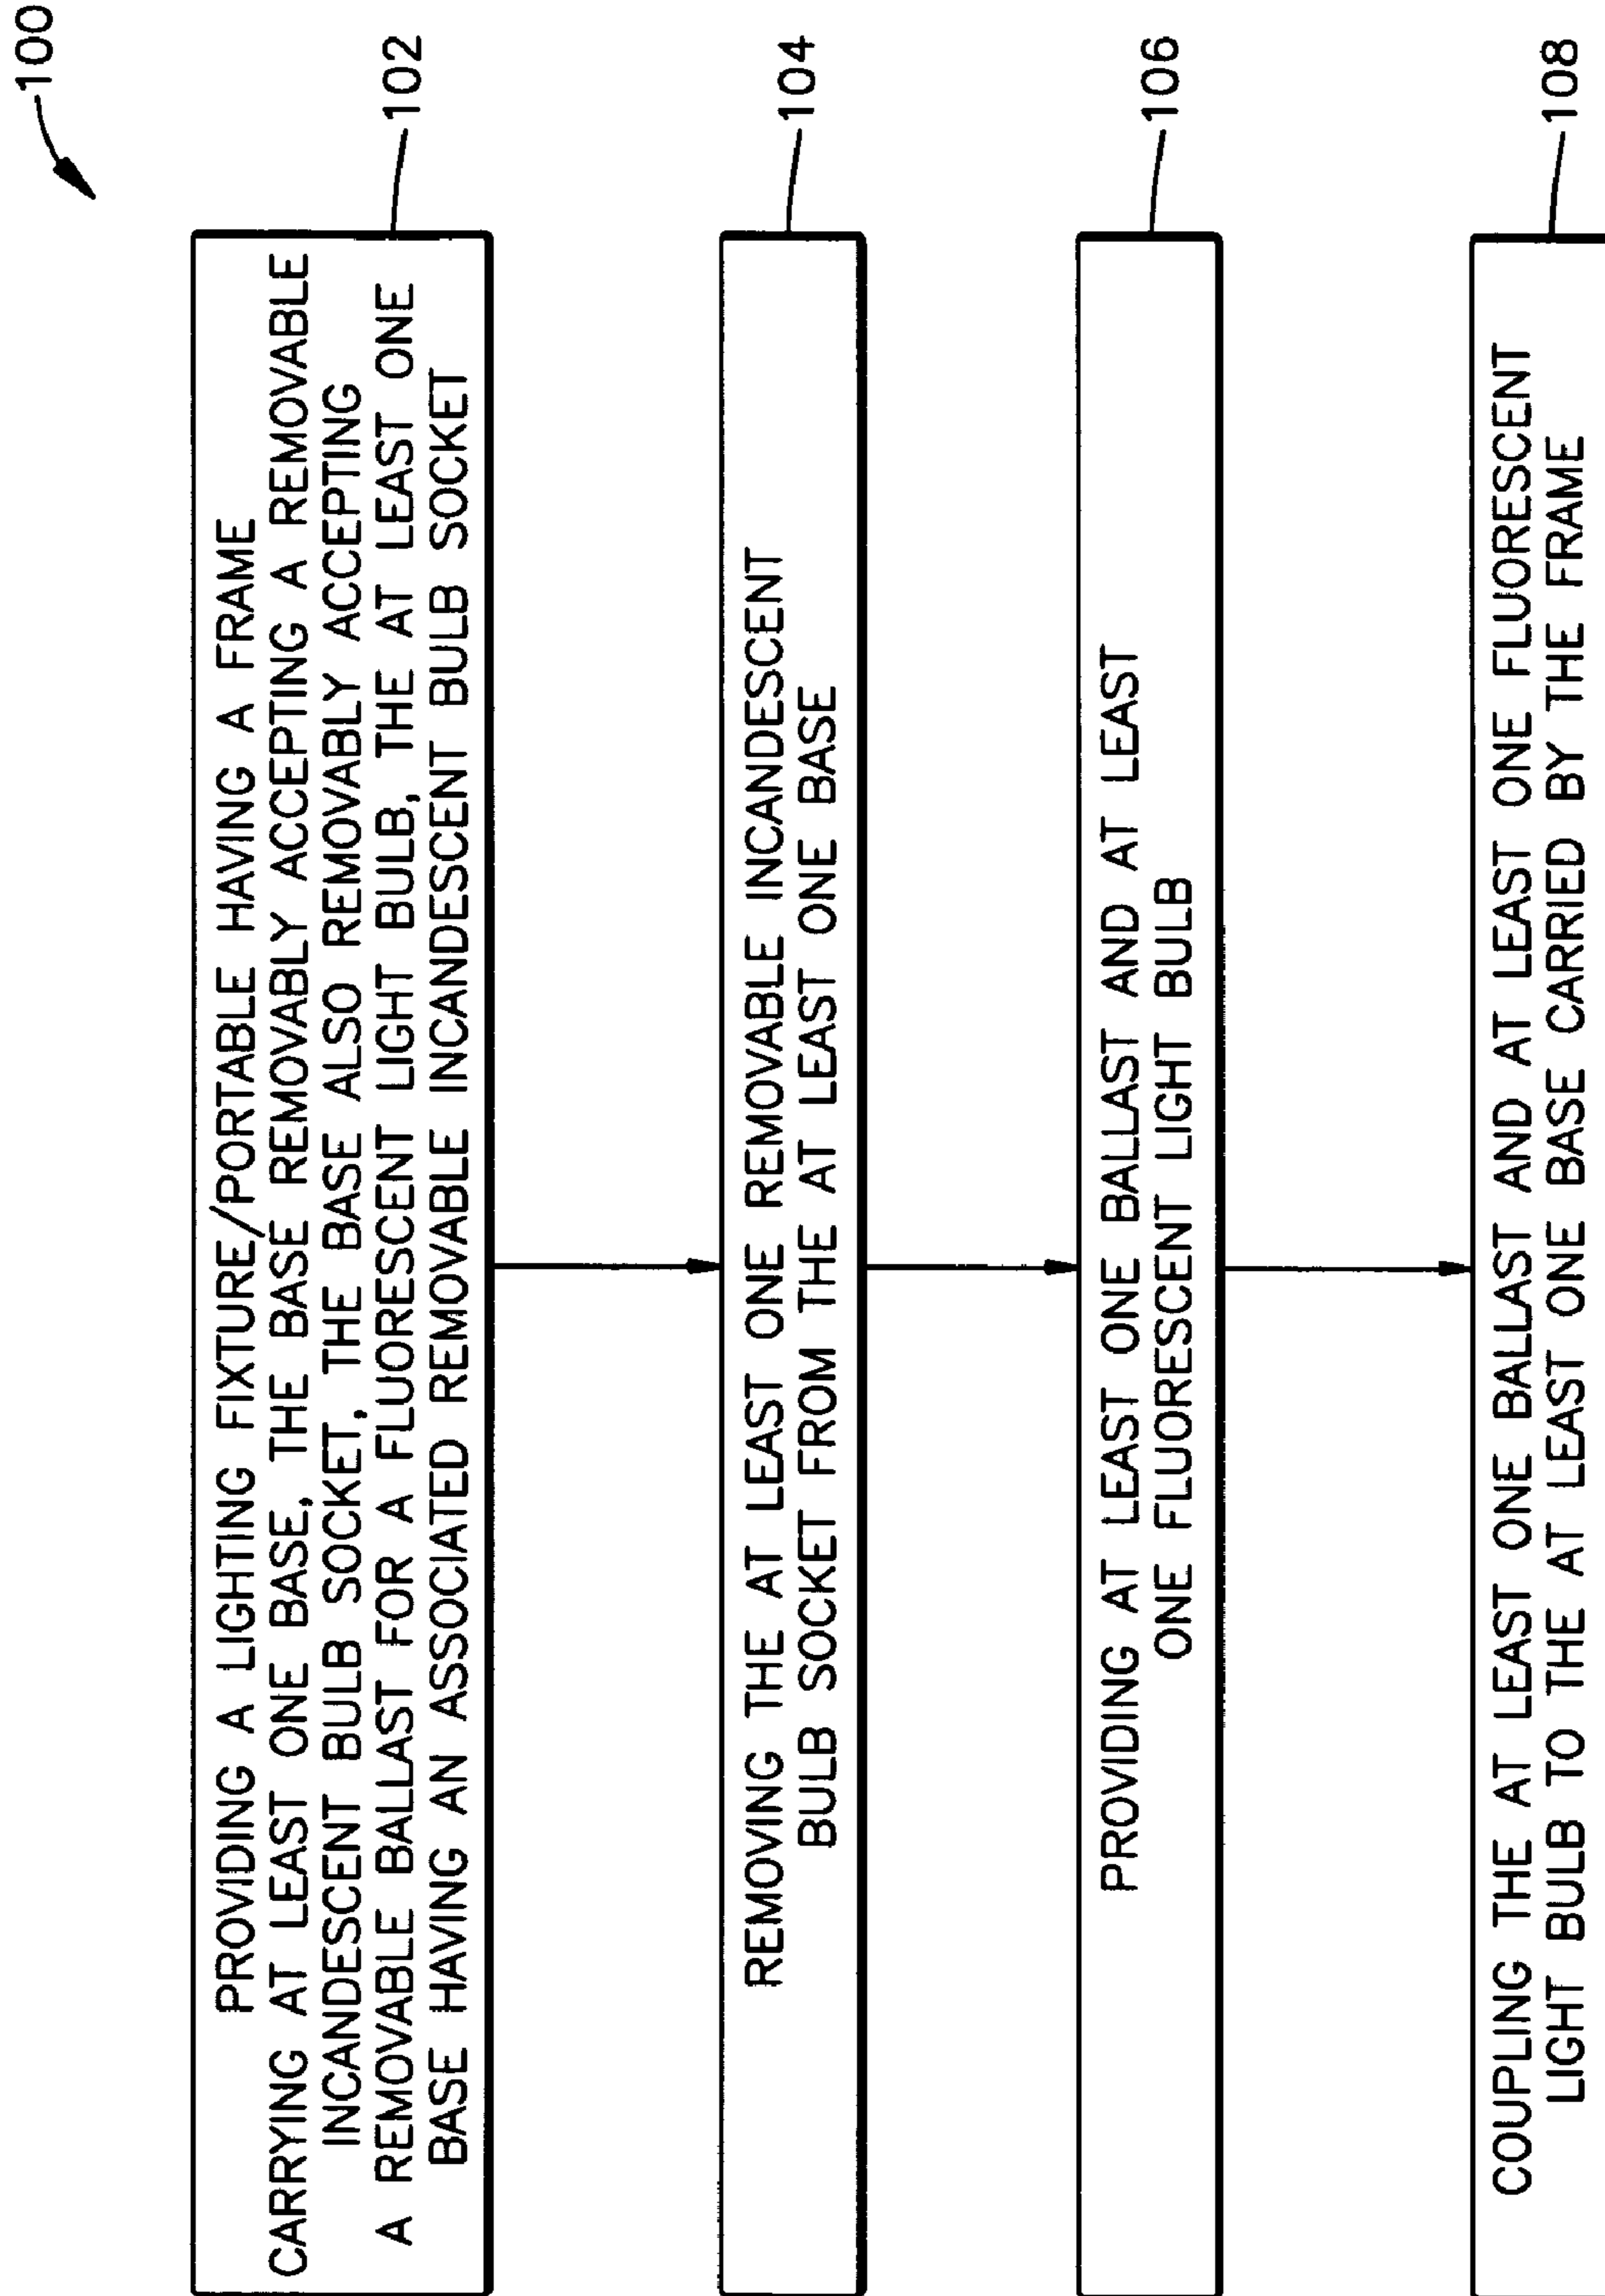 100
PROVIDING A LIGHTING FIXTURE/PORTABLE HAVING A FRAME
CARRYING AT LEAST ONE BASE, THE BASE REMOVABLY ACCEPTING A REMOVABLE
INCANDESCENT BULB SOCKET, THE BASE ALSO REMOVABLY ACCEPTING
A REMOVABLE BALLAST FOR A FLUORESCENT LIGHT BULB, THE AT LEAST ONE
BASE HAVING AN ASSOCIATED REMOVABLE INCANDESCENT BULB SOCKET
102
REMOVING THE AT LEAST ONE REMOVABLE INCANDESCENT
BULB SOCKET FROM THE AT LEAST ONE BASE
104
PROVIDING AT LEAST ONE BALLAST AND AT LEAST
ONE FLUORESCENT LIGHT BULB
106
COUPLING THE AT LEAST ONE BALLAST AND AT LEAST ONE FLUORESCENT
LIGHT BULB TO THE AT LEAST ONE BASE CARRIED BY THE FRAME
108